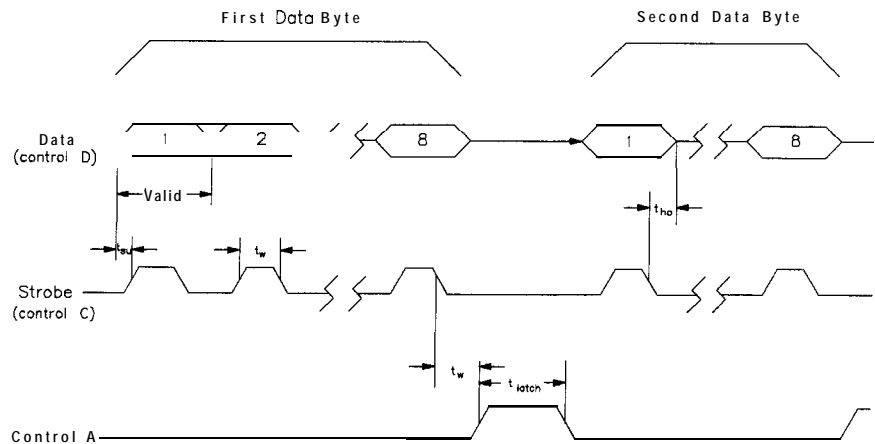 First Data Byte
Second Data Byte
Data
(control D)
1
2
8
1
8
Valid
tho
tsu
tw
Strobe
(control C)
tw
tlatch
Control A